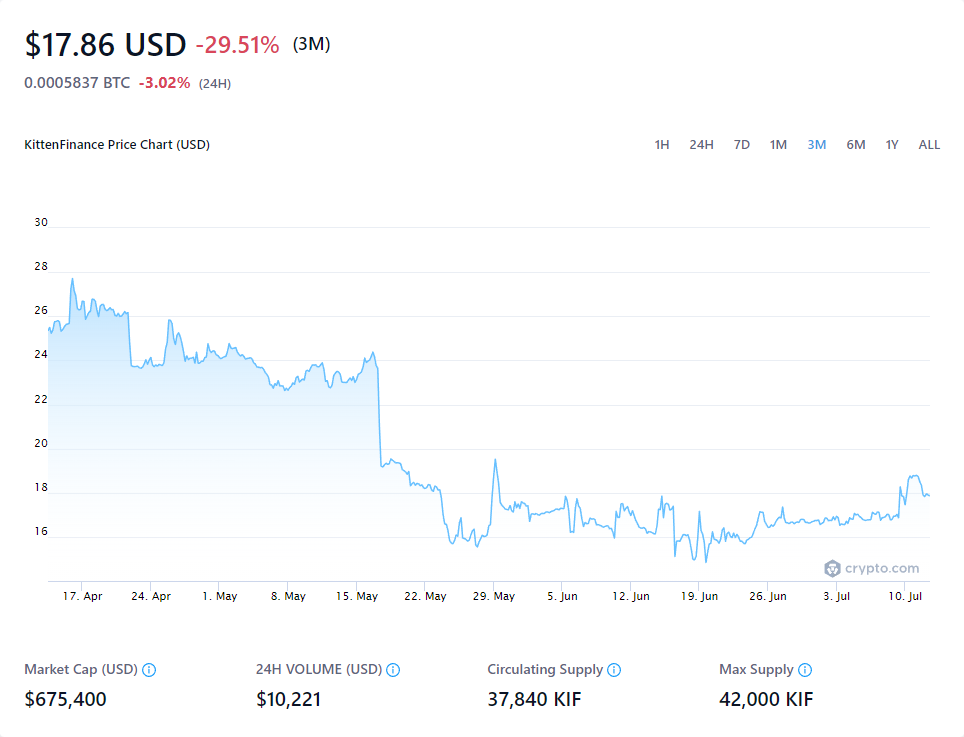 $17.86 USD -29.51% (3M)
0.0005837 BTC -3.02% (24H)
KittenFinance Price Chart (USD) 1H 24H 7D 1M 3M 6M 1Y ALL
30
28
26
24
22
20
18
16
crypto.com
17. Apr 24. Apr 1. May 8. May 15. May 22. May 29. May 5. Jun 12. Jun 19. Jun 26. Jun 3. Jul 10. Jul
Market Cap (USD) 24H VOLUME (USD) Circulating Supply Max Supply
$675,400 $10,221 37,840 KIF 42,000 KIF